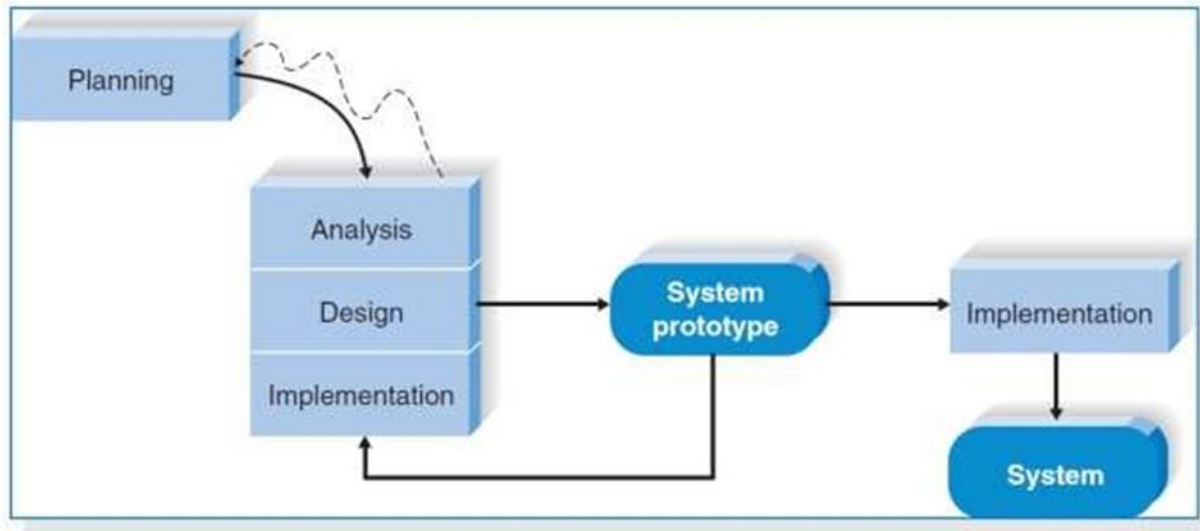 Planning
Analysis
Design
Implementation
System
prototype
Implementation
System